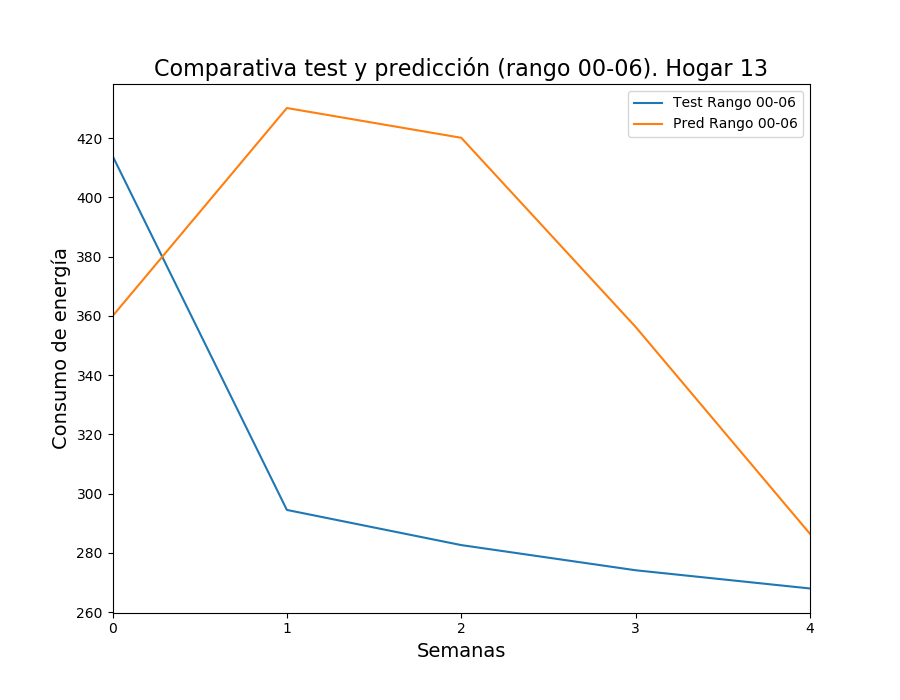 Comparativa test y predicción (rango 00-06). Hogar 13
Test Rango 00-06
Pred Rango 00-06
Consumo de energía
420
400
380
360
340
320
300
280
260
0 1 2 3 4
Semanas